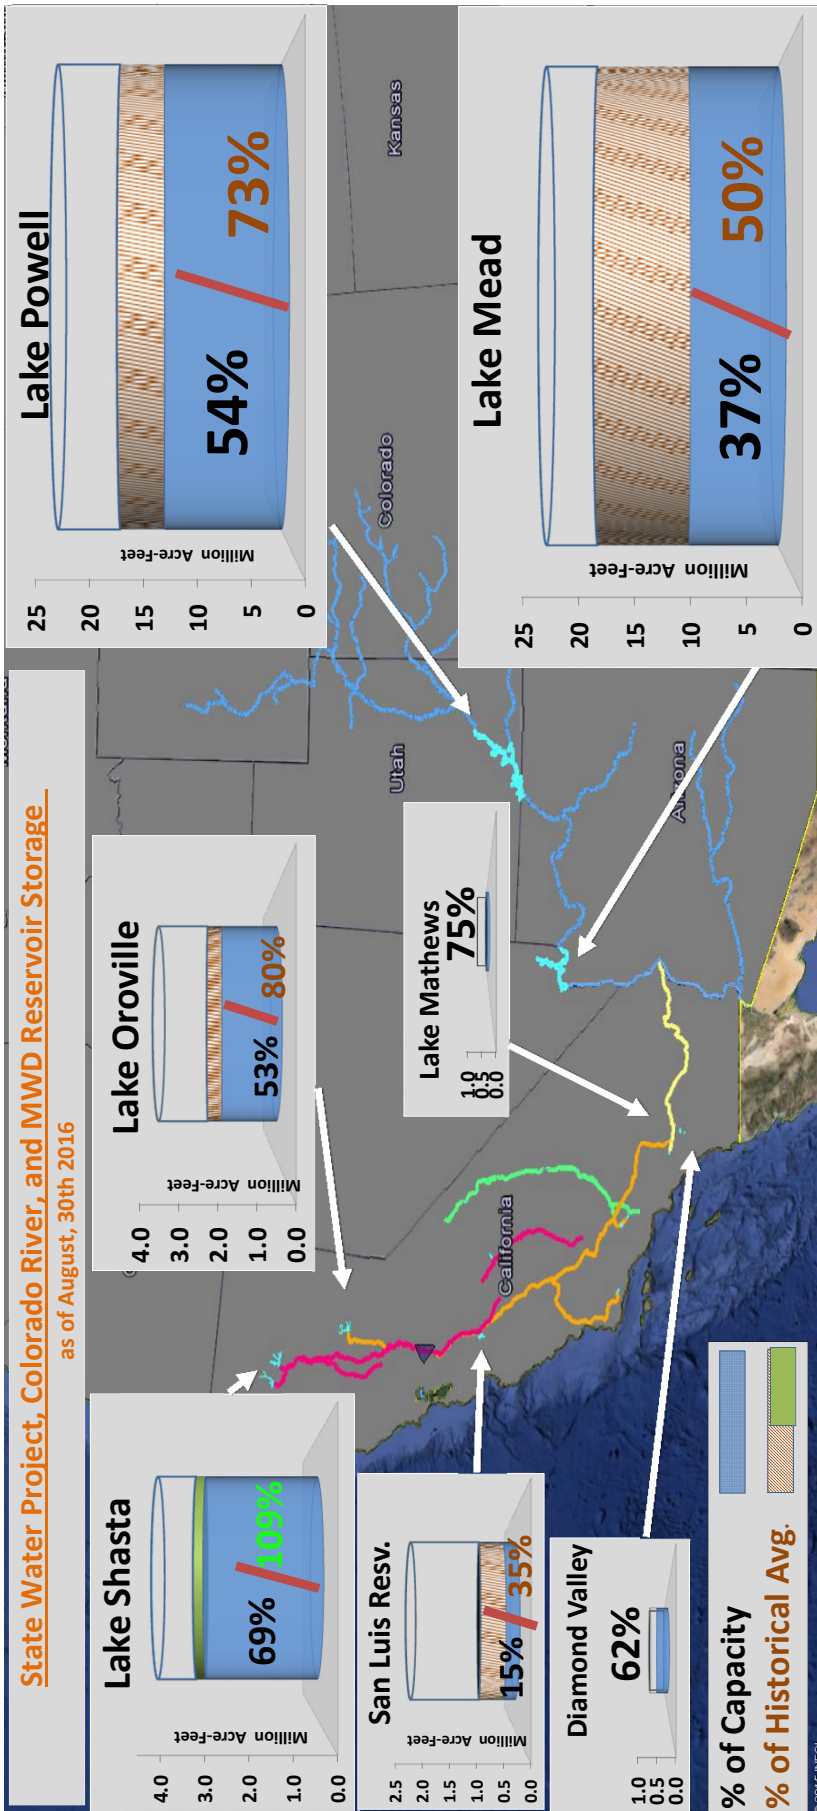 State Water Project, Colorado River, and MWD Reservoir Storage
as of August, 30th 2016
Lake Shasta
4.0
3.0
2.0
1.0
0.0
Million Acre-Feet
69%
109%
Lake Oroville
4.0
3.0
2.0
1.0
0.0
Million Acre-Feet
53%
80%
Lake Powell
25
20
15
10
5
0
Million Acre-Feet
54%
73%
San Luis Resv.
2.5
2.0
1.5
1.0
0.5
0.0
Million Acre-Feet
15%
35%
Lake Mathews
1.0
0.5
0.0
75%
Lake Mead
25
20
15
10
5
0
Million Acre-Feet
37%
50%
Diamond Valley
1.0
0.5
0.0
62%
% of Capacity
% of Historical Avg.
California
Utah
Colorado
Kansas
Arizona